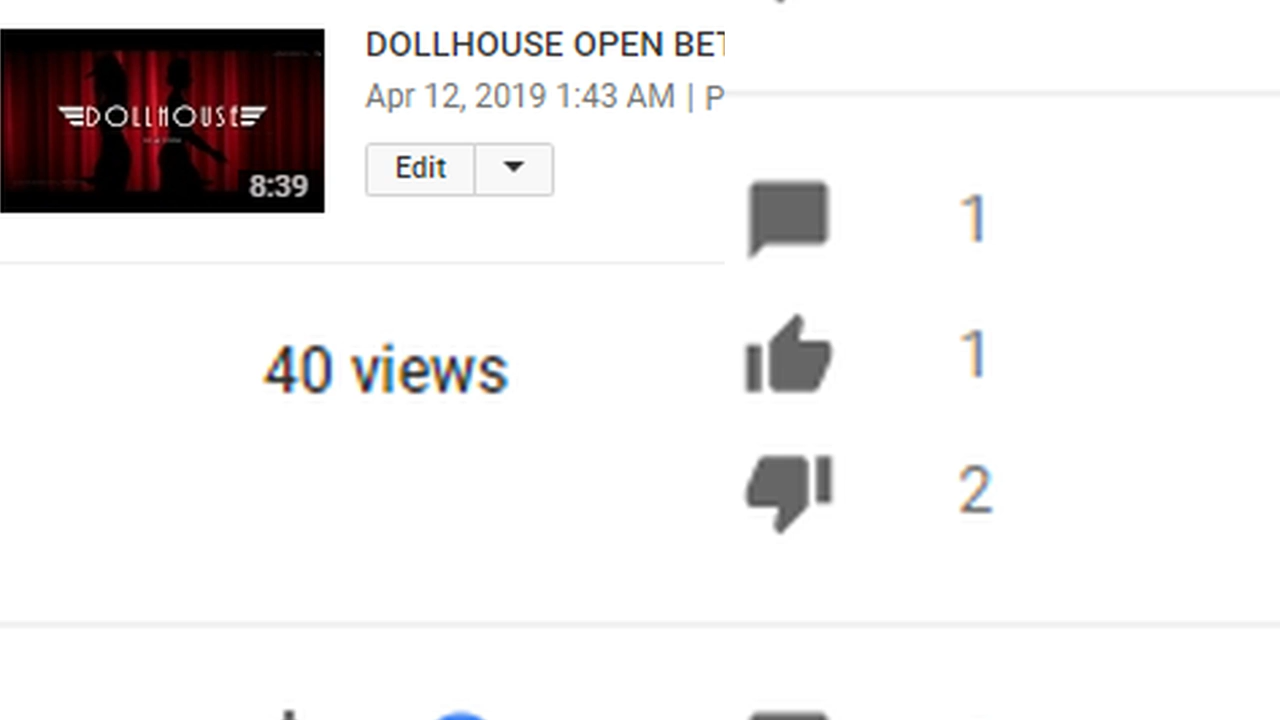 DOLLHOUSE OPEN BET
Apr 12, 2019 1:43 AM | P
DOLLHOUSE
8:39
Edit
1
1
40 views
2